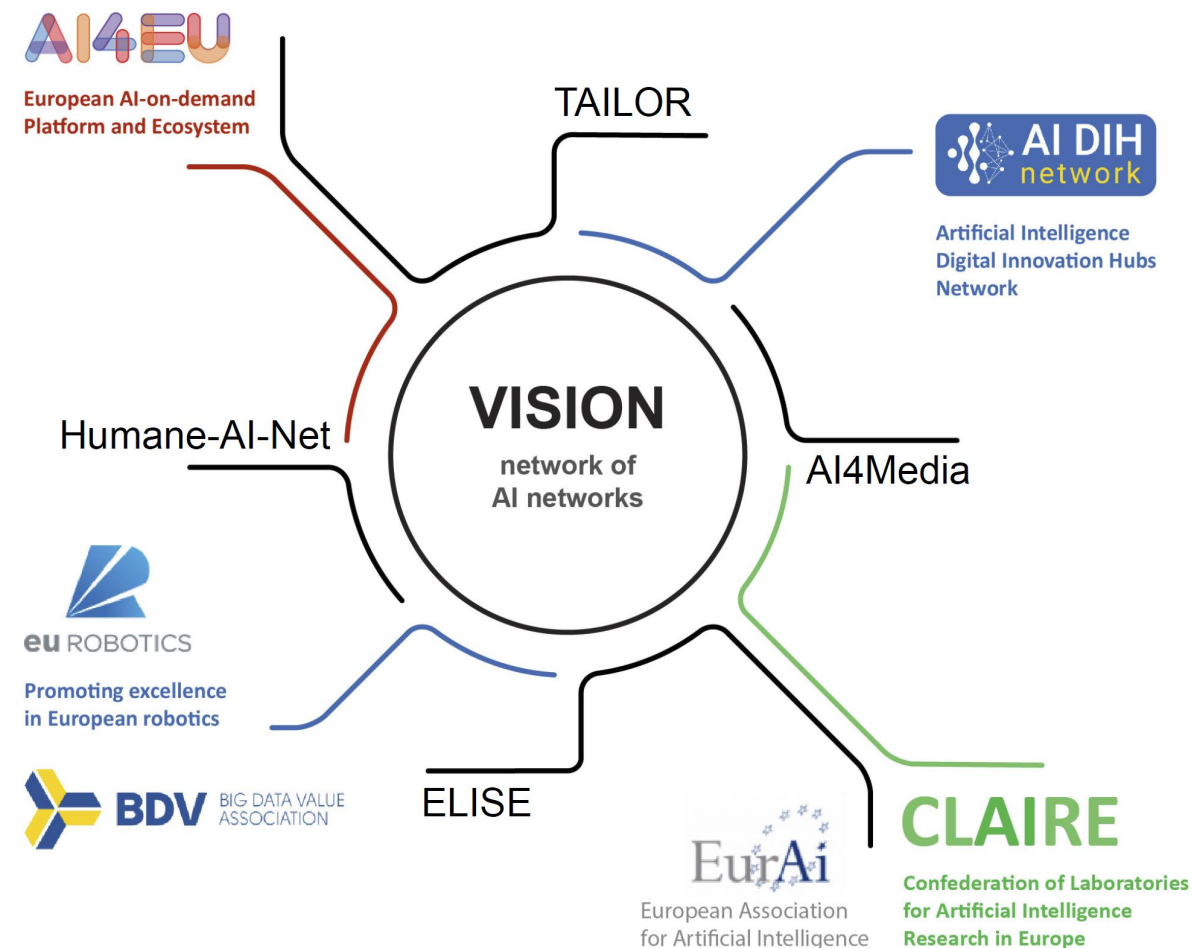 AI4EU
European AI-on-demand
Platform and Ecosystem
TAILOR
AI DIH
network
Artificial Intelligence
Digital Innovation Hubs
Network
VISION
network of
AI networks
Humane-AI-Net
AI4Media
eu ROBOTICS
Promoting excellence
in European robotics
BDV BIG DATA VALUE
ASSOCIATION
ELISE
EurAi
European Association
for Artificial Intelligence
CLAIRE
Confederation of Laboratories
for Artificial Intelligence
Research in Europe